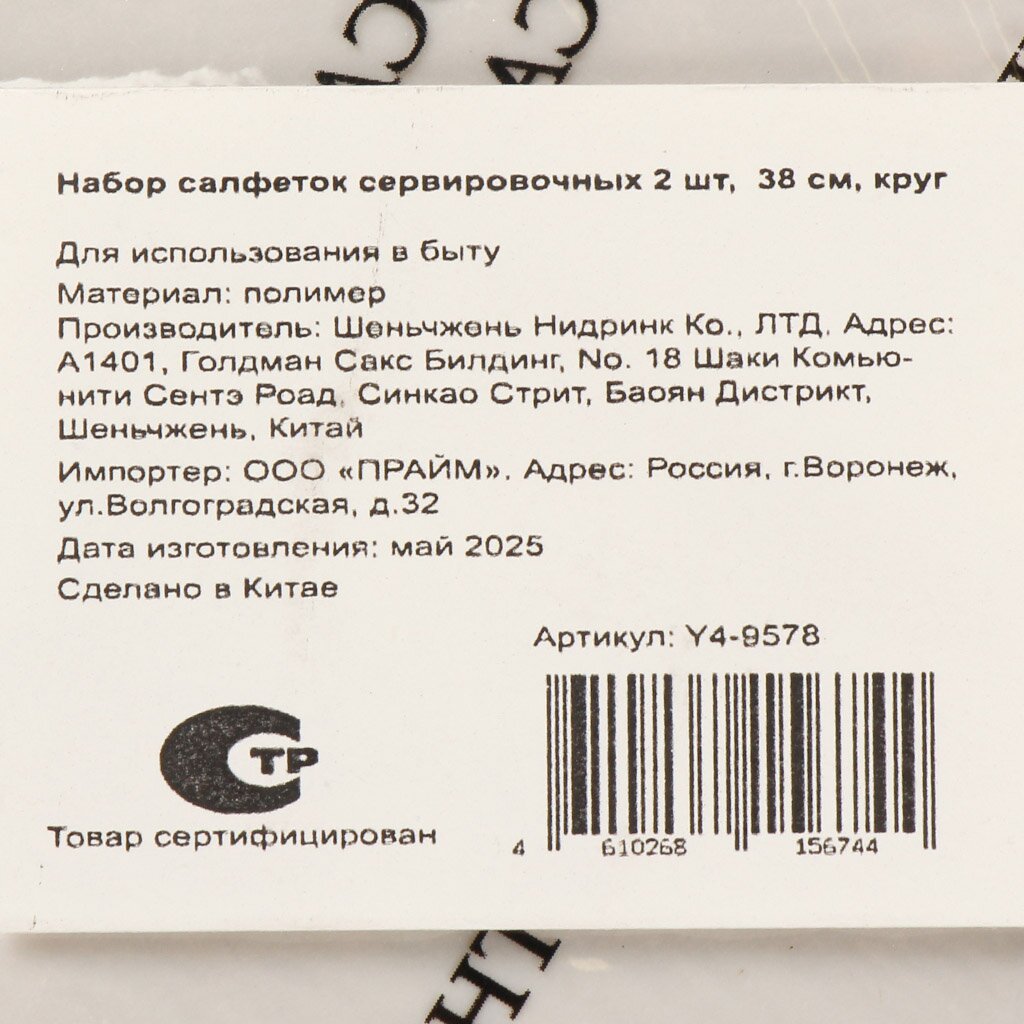 Набор салфеток сервировочных 2 шт, 38 см, круг
Для использования в быту
Материал: полимер
Производитель: Шеньчжень Нидринк Ко., ЛТД. Адрес:
А1401, Голдман Сакс Билдинг, No. 18 Шаки Комью-
нити Сентэ Роад, Синкао Стрит, Баоян Дистрикт,
Шеньчжень, Китай
Импортер: ООО «ПРАЙМ». Адрес: Россия, г.Воронеж,
ул.Волгоградская, д.32
Дата изготовления: май 2025
Сделано в Китае
Артикул: Y4-9578
СТР
Товар сертифицирован
4 610268 156744